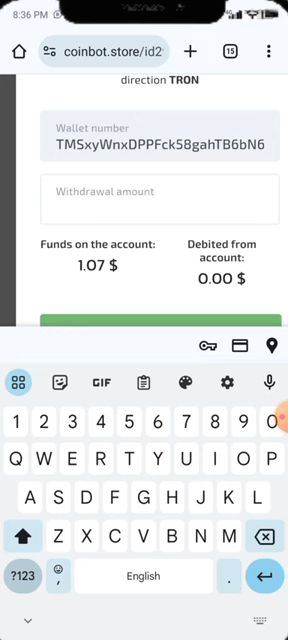 8:36 PM
4G
coinbot.store/id2
15
direction TRON
Wallet number
TMSxyWnxDPPFck58gahTB6bN6
Withdrawal amount
Funds on the account:
1.07 $
Debited from
account:
0.00 $
GIF
1 2 3 4 5 6 7 8 9 0
Q W E R T Y U I O P
A S D F G H J K L
Z X C V B N M
?123 , English .